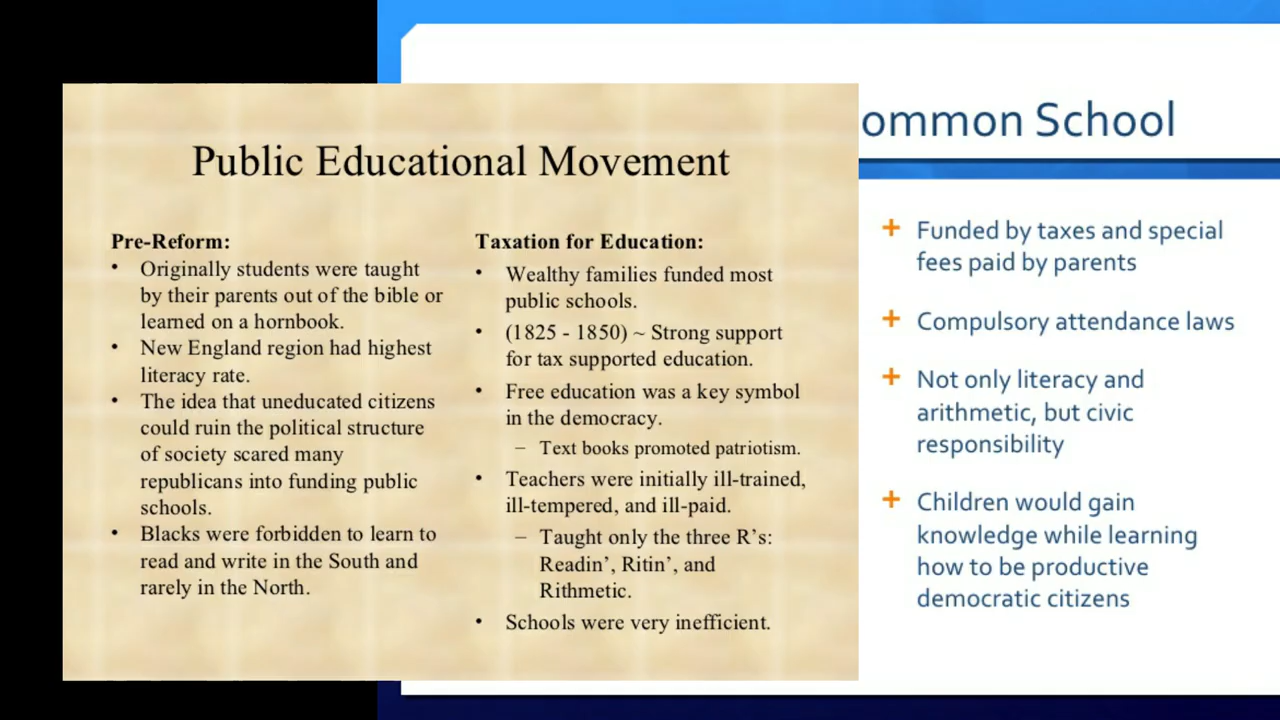 Public Educational Movement
Pre-Reform:
• Originally students were taught
by their parents out of the bible or
learned on a hornbook.
• New England region had highest
literacy rate.
• The idea that uneducated citizens
could ruin the political structure
of society scared many
republicans into funding public
schools.
• Blacks were forbidden to learn to
read and write in the South and
rarely in the North.
Taxation for Education:
• Wealthy families funded most
public schools.
• (1825 - 1850) ~ Strong support
for tax supported education.
• Free education was a key symbol
in the democracy.
– Text books promoted patriotism.
• Teachers were initially ill-trained,
ill-tempered, and ill-paid.
– Taught only the three R’s:
Readin’, Ritin’, and
Rithmetic.
• Schools were very inefficient.
ommon School
+ Funded by taxes and special
fees paid by parents
+ Compulsory attendance laws
+ Not only literacy and
arithmetic, but civic
responsibility
+ Children would gain
knowledge while learning
how to be productive
democratic citizens